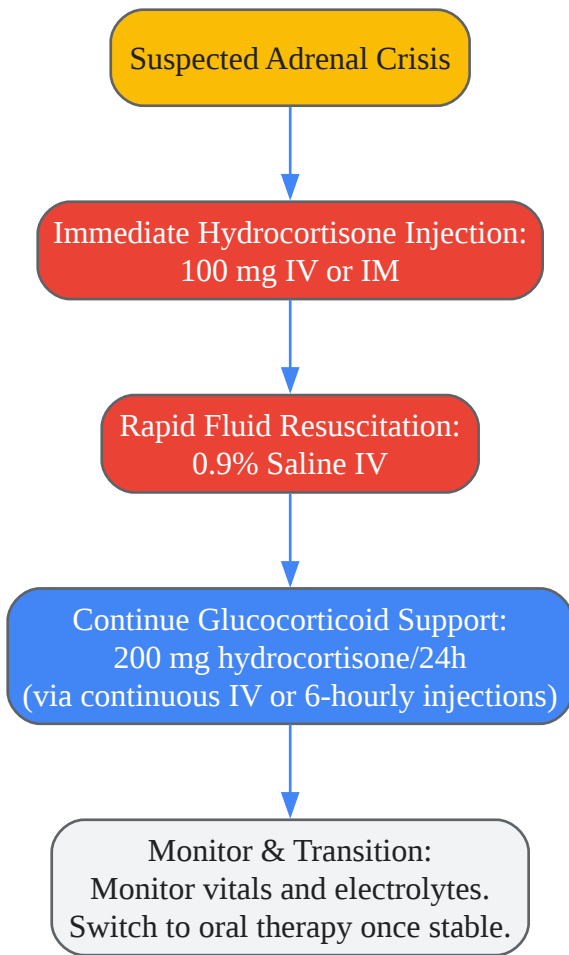 Suspected Adrenal Crisis
Immediate Hydrocortisone Injection:
100 mg IV or IM
Rapid Fluid Resuscitation:
0.9% Saline IV
Continue Glucocorticoid Support:
200 mg hydrocortisone/24h
(via continuous IV or 6-hourly injections)
Monitor & Transition:
Monitor vitals and electrolytes.
Switch to oral therapy once stable.